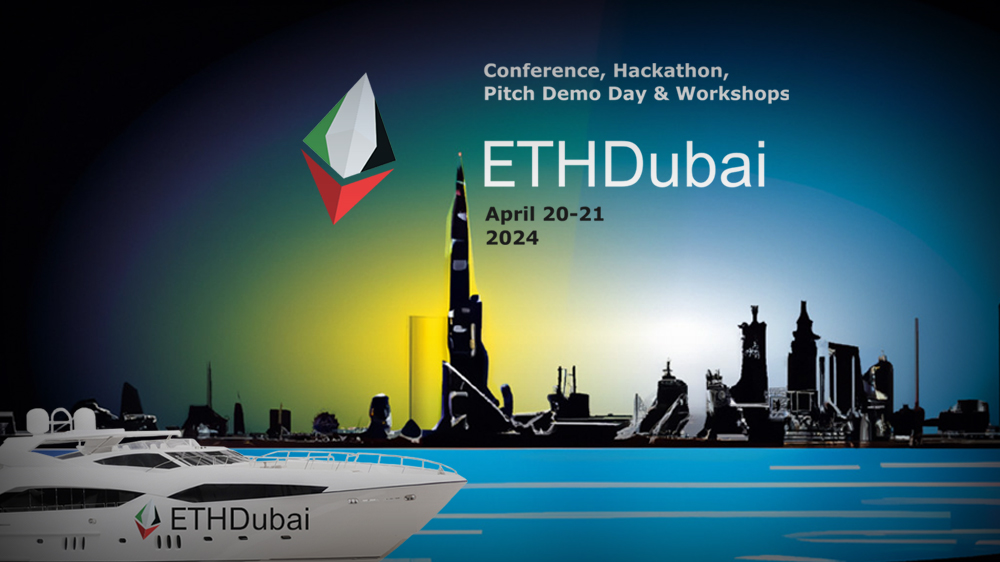 Conference, Hackathon,
Pitch Demo Day & Workshops
ETHDubai
April 20-21
2024
ETHDubai